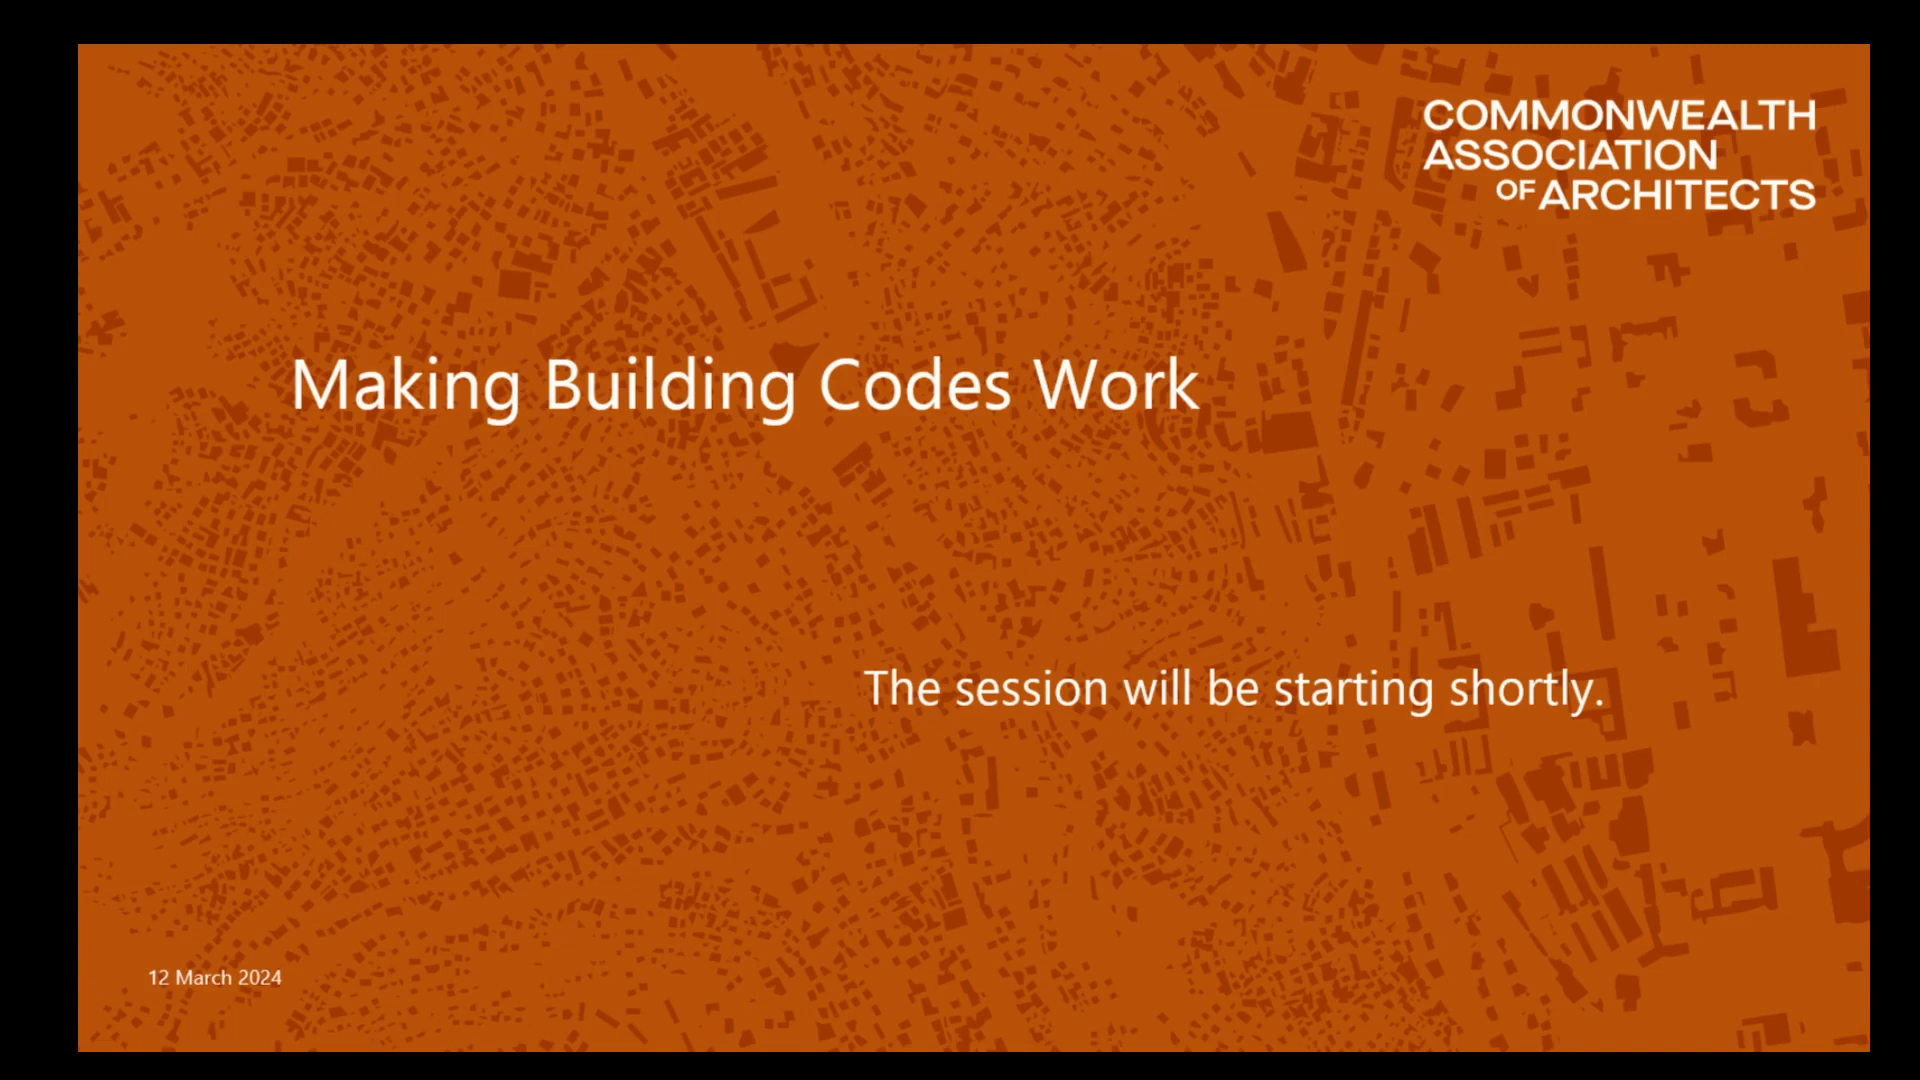 COMMONWEALTH
ASSOCIATION
OF ARCHITECTS
Making Building Codes Work
The session will be starting shortly.
12 March 2024